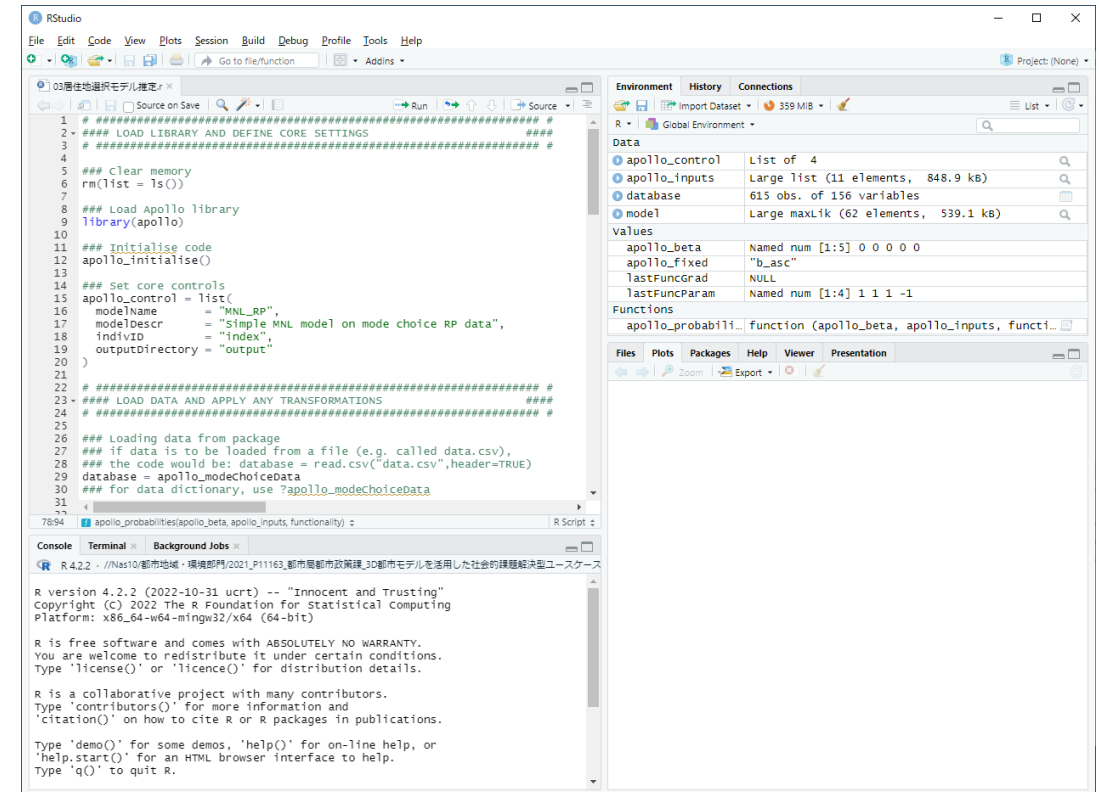 RStudio
File Edit Code View Plots Session Build Debug Profile Tools Help
Go to file/function Addins Project: (None)
03居住地選択モデル推定.r
Source on Save Run Source
1 # ################################################################# #
2 #### LOAD LIBRARY AND DEFINE CORE SETTINGS ####
3 # ################################################################# #
4
5 ### Clear memory
6 rm(list = ls())
7
8 ### Load Apollo library
9 library(apollo)
10
11 ### Initialise code
12 apollo_initialise()
13
14 ### Set core controls
15 apollo_control = list(
16 modelName = "MNL_RP",
17 modelDescr = "Simple MNL model on mode choice RP data",
18 indivID = "index",
19 outputDirectory = "output"
20 )
21
22 # ################################################################# #
23 #### LOAD DATA AND APPLY ANY TRANSFORMATIONS ####
24 # ################################################################# #
25
26 ### Loading data from package
27 ### if data is to be loaded from a file (e.g. called data.csv),
28 ### the code would be: database = read.csv("data.csv",header=TRUE)
29 database = apollo_modeChoiceData
30 ### for data dictionary, use ?apollo_modeChoiceData
31
78:94 apollo_probabilities(apollo_beta, apollo_inputs, functionality) R Script
Console Terminal Background Jobs
R 4.2.2 · //Nas10/都市地域・環境部門/2021_P11163_都市局都市政策課_3D都市モデルを活用した社会的課題解決型ユースケース
R version 4.2.2 (2022-10-31 ucrt) -- "Innocent and Trusting"
Copyright (C) 2022 The R Foundation for Statistical Computing
Platform: x86_64-w64-mingw32/x64 (64-bit)
R is free software and comes with ABSOLUTELY NO WARRANTY.
You are welcome to redistribute it under certain conditions.
Type 'license()' or 'licence()' for distribution details.
R is a collaborative project with many contributors.
Type 'contributors()' for more information and
'citation()' on how to cite R or R packages in publications.
Type 'demo()' for some demos, 'help()' for on-line help, or
'help.start()' for an HTML browser interface to help.
Type 'q()' to quit R.
Environment History Connections
Import Dataset 359 MiB List
R Global Environment
Data
apollo_control List of 4
apollo_inputs Large list (11 elements, 848.9 kB)
database 615 obs. of 156 variables
model Large maxLik (62 elements, 539.1 kB)
Values
apollo_beta Named num [1:5] 0 0 0 0 0
apollo_fixed "b_asc"
lastFuncGrad NULL
lastFuncParam Named num [1:4] 1 1 1 -1
Functions
apollo_probabili… function (apollo_beta, apollo_inputs, functi…
Files Plots Packages Help Viewer Presentation
Zoom Export